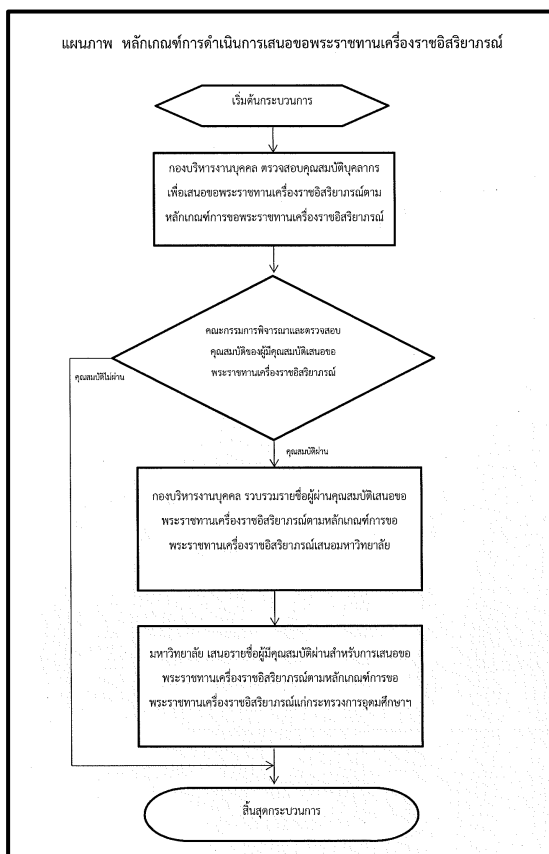 แผนภาพ หลักเกณฑ์การดำเนินการเสนอขอพระราชทานเครื่องราชอิสริยาภรณ์
เริ่มต้นกระบวนการ
กองบริหารงานบุคคล ตรวจสอบคุณสมบัติบุคลากร
เพื่อเสนอขอพระราชทานเครื่องราชอิสริยาภรณ์ตาม
หลักเกณฑ์การขอพระราชทานเครื่องราชอิสริยาภรณ์
คณะกรรมการพิจารณาและตรวจสอบ
คุณสมบัติของผู้มีคุณสมบัติเสนอขอ
พระราชทานเครื่องราชอิสริยาภรณ์
คุณสมบัติไม่ผ่าน
คุณสมบัติผ่าน
กองบริหารงานบุคคล รวบรวมรายชื่อผู้ผ่านคุณสมบัติเสนอขอ
พระราชทานเครื่องราชอิสริยาภรณ์ตามหลักเกณฑ์การขอ
พระราชทานเครื่องราชอิสริยาภรณ์เสนอมหาวิทยาลัย
มหาวิทยาลัย เสนอรายชื่อผู้มีคุณสมบัติผ่านสำหรับการเสนอขอ
พระราชทานเครื่องราชอิสริยาภรณ์ตามหลักเกณฑ์การขอ
พระราชทานเครื่องราชอิสริยาภรณ์แก่กระทรวงการอุดมศึกษาฯ
สิ้นสุดกระบวนการ